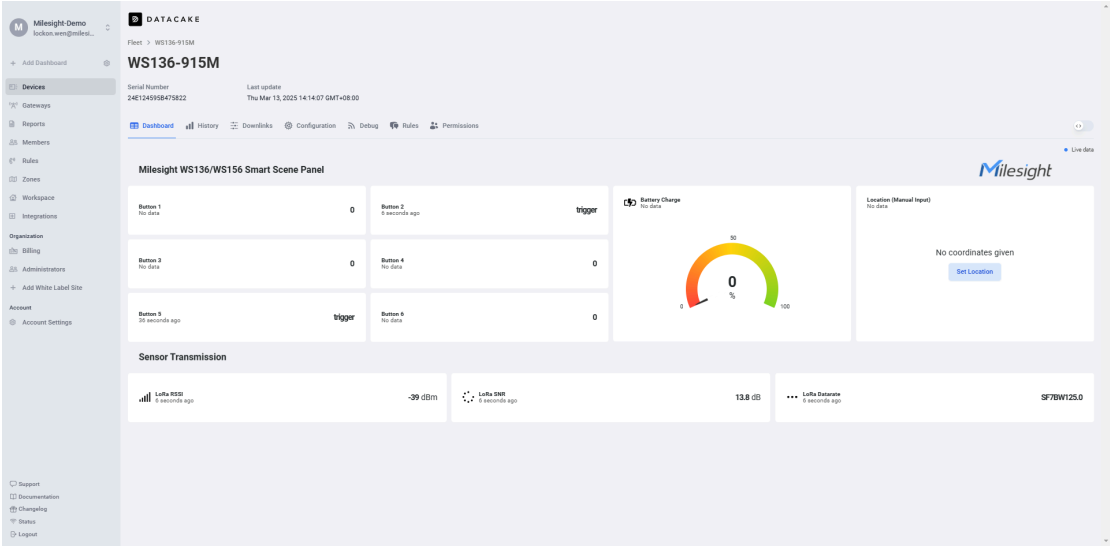 M
Milesight-Demo
lockon.wen@milesi...
+ Add Dashboard
Devices
Gateways
Reports
Members
Rules
Zones
Workspace
Integrations
Organization
Billing
Administrators
+ Add White Label Site
Account
Account Settings
Support
Documentation
Changelog
Status
Logout
DATACAKE
Fleet > WS136-915M
WS136-915M
Serial Number
24E124595B475822
Last update
Thu Mar 13, 2025 14:14:07 GMT+08:00
Dashboard History Downlinks Configuration Debug Rules Permissions
Live data
Milesight WS136/WS156 Smart Scene Panel
Milesight
Button 1
No data
0
Button 2
6 seconds ago
trigger
Button 3
No data
0
Button 4
No data
0
Button 5
36 seconds ago
trigger
Button 6
No data
0
Battery Charge
No data
50
0
%
0
100
Location (Manual Input)
No data
No coordinates given
Set Location
Sensor Transmission
LoRa RSSI
6 seconds ago
-39 dBm
LoRa SNR
6 seconds ago
13.8 dB
LoRa Datarate
6 seconds ago
SF7BW125.0